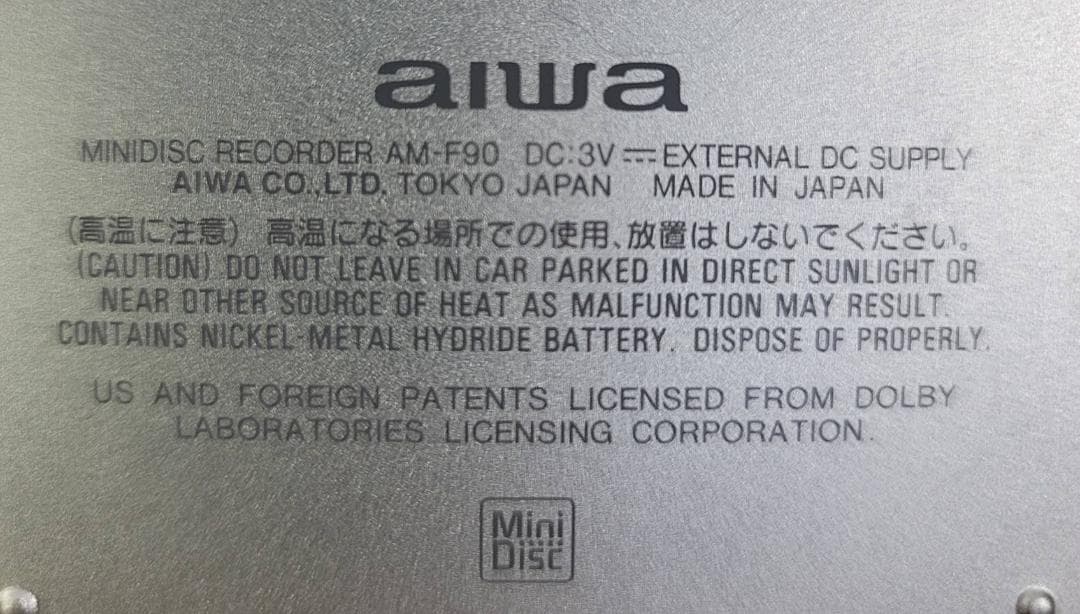 aiwa
MINIDISC RECORDER AM-F90 DC:3V ⎓ EXTERNAL DC SUPPLY
AIWA CO.,LTD. TOKYO JAPAN MADE IN JAPAN
(高温に注意) 高温になる場所での使用、放置はしないでください。
(CAUTION) DO NOT LEAVE IN CAR PARKED IN DIRECT SUNLIGHT OR
NEAR OTHER SOURCE OF HEAT AS MALFUNCTION MAY RESULT.
CONTAINS NICKEL-METAL HYDRIDE BATTERY. DISPOSE OF PROPERLY.
US AND FOREIGN PATENTS LICENSED FROM DOLBY
LABORATORIES LICENSING CORPORATION.
Mini
Disc